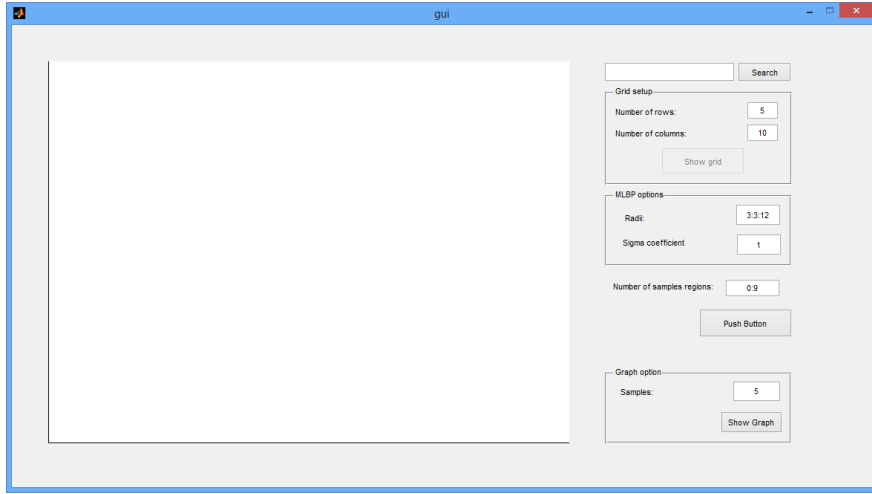 gui
Search
Grid setup
Number of rows: 5
Number of columns: 10
Show grid
MLBP options
Radii: 3:3:12
Sigma coefficient 1
Number of samples regions: 0:9
Push Button
Graph option
Samples: 5
Show Graph